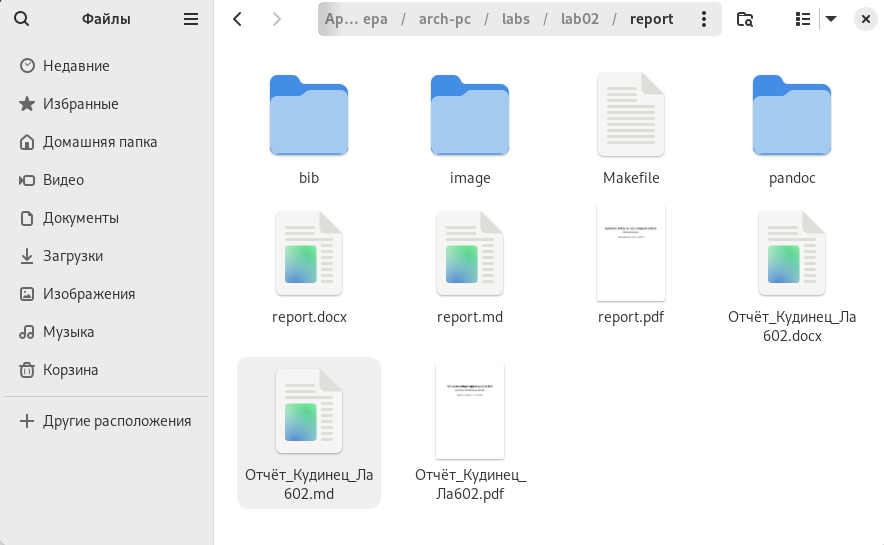 Файлы
Ар… ера / arch-pc / labs / lab02 / report
Недавние
Избранные
Домашняя папка
Видео
Документы
Загрузки
Изображения
Музыка
Корзина
Другие расположения
bib
image
Makefile
pandoc
report.docx
report.md
report.pdf
Отчёт_Кудинец_Ла
602.docx
Отчёт_Кудинец_Ла
602.md
Отчёт_Кудинец_
Ла602.pdf